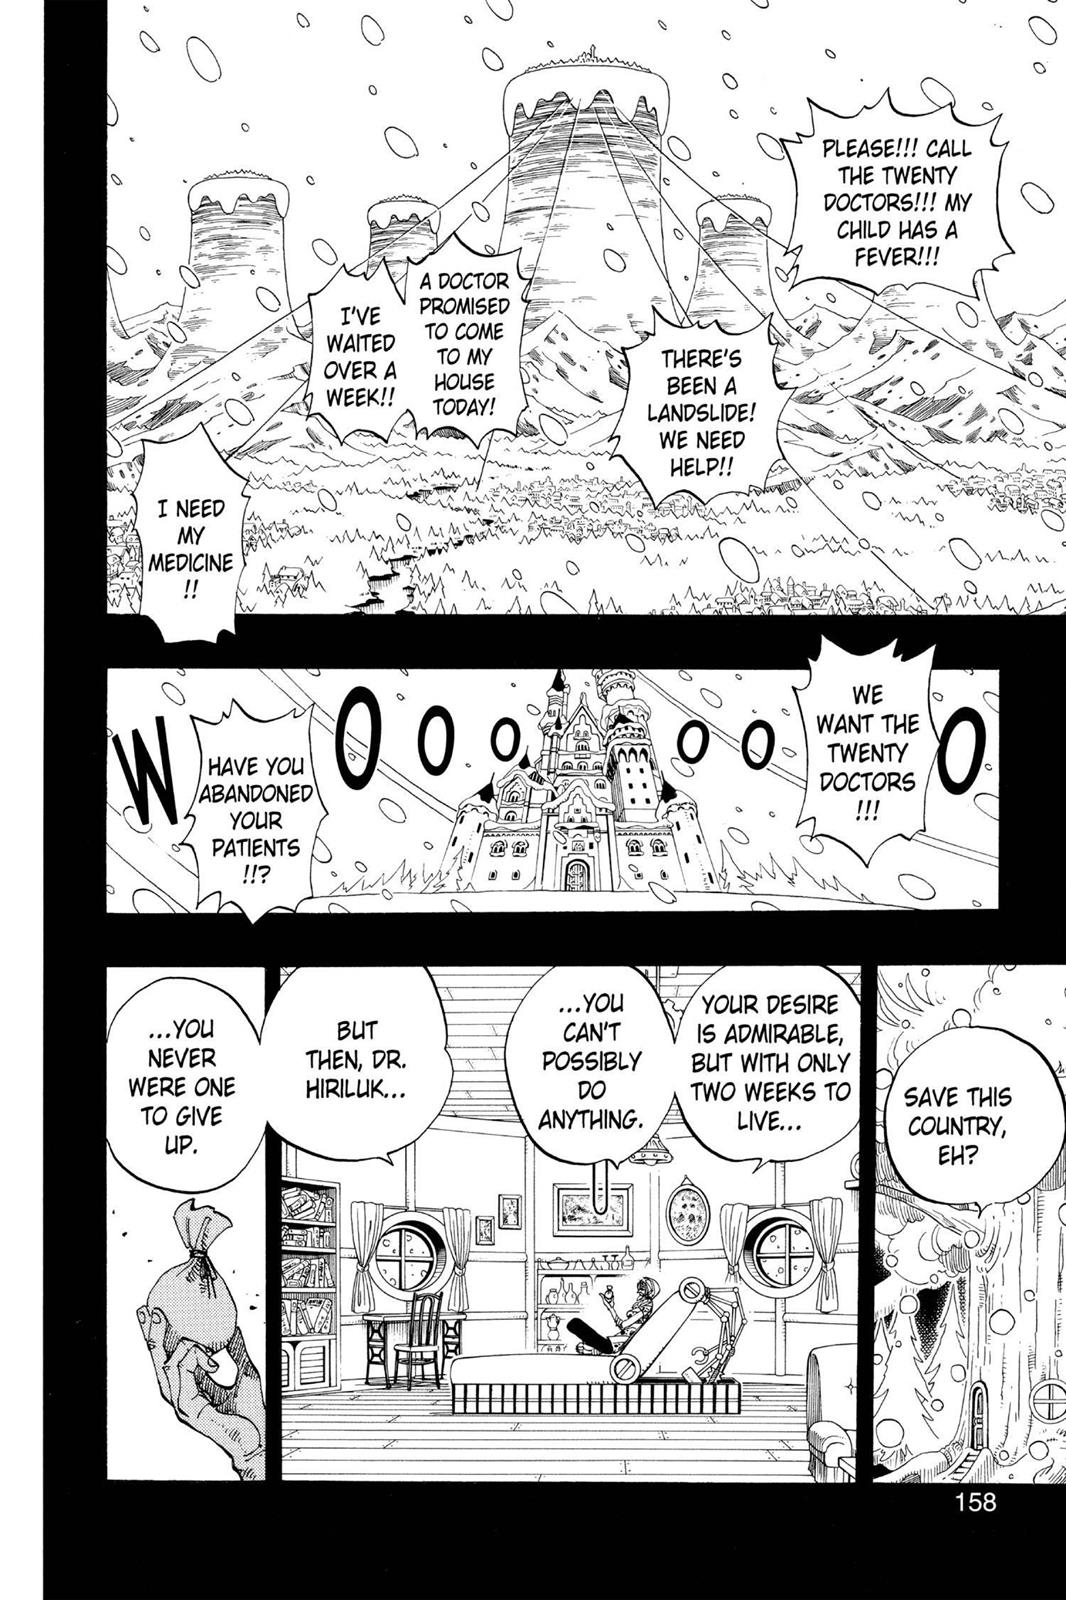 PLEASE!!! CALL
THE TWENTY
DOCTORS!!! MY
CHILD HAS A
FEVER!!!
THERE'S
BEEN A
LANDSLIDE!
WE NEED
HELP!!
A DOCTOR
PROMISED
TO COME
TO MY
HOUSE
TODAY!
I'VE
WAITED
OVER A
WEEK!!
I NEED
MY
MEDICINE
!!
WE
WANT THE
TWENTY
DOCTORS
!!!
WOOOOOOO
HAVE YOU
ABANDONED
YOUR
PATIENTS
!!?
SAVE THIS
COUNTRY,
EH?
YOUR DESIRE
IS ADMIRABLE,
BUT WITH ONLY
TWO WEEKS TO
LIVE...
...YOU
CAN'T
POSSIBLY
DO
ANYTHING.
BUT
THEN, DR.
HIRILUK...
...YOU
NEVER
WERE ONE
TO GIVE
UP.
158